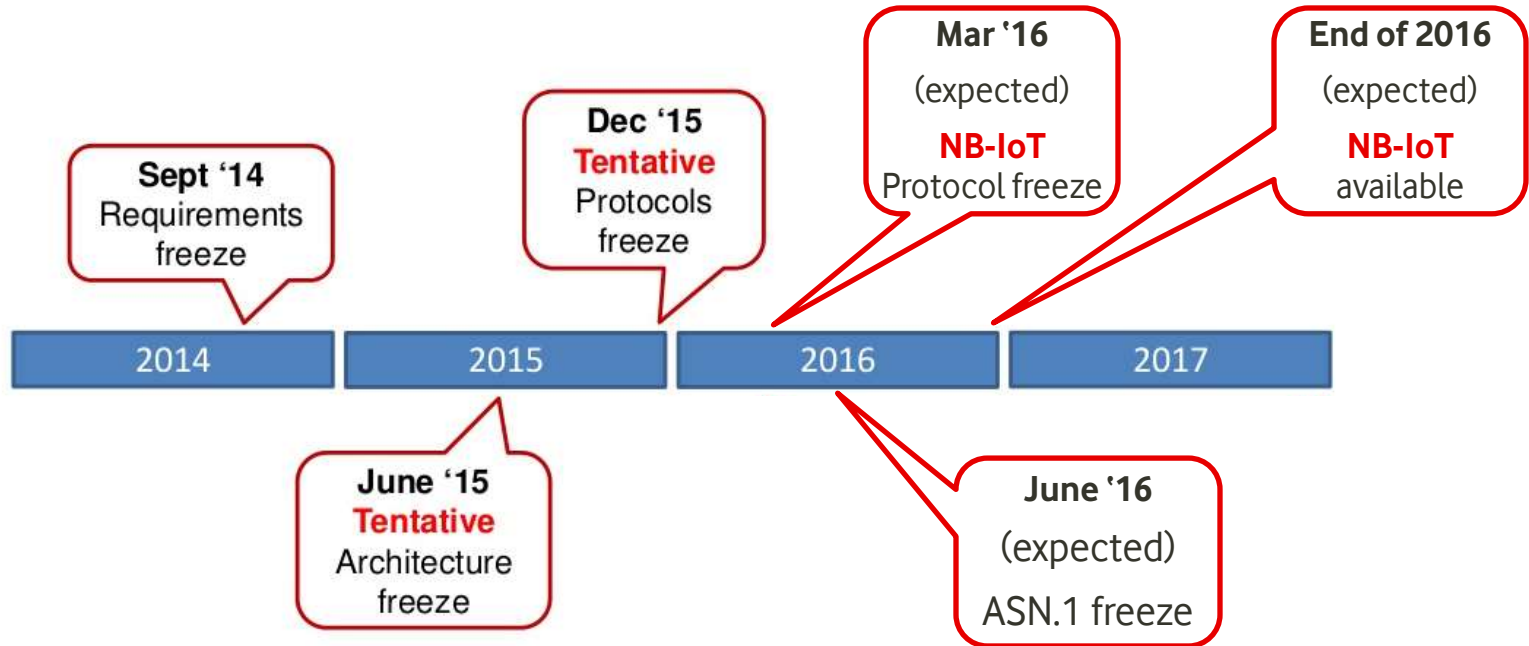 Mar ‘16
(expected)
NB-IoT
Protocol freeze
End of 2016
(expected)
NB-IoT
available
Dec ‘15
Tentative
Protocols
freeze
Sept ‘14
Requirements
freeze
2014
2015
2016
2017
June ‘15
Tentative
Architecture
freeze
June ‘16
(expected)
ASN.1 freeze